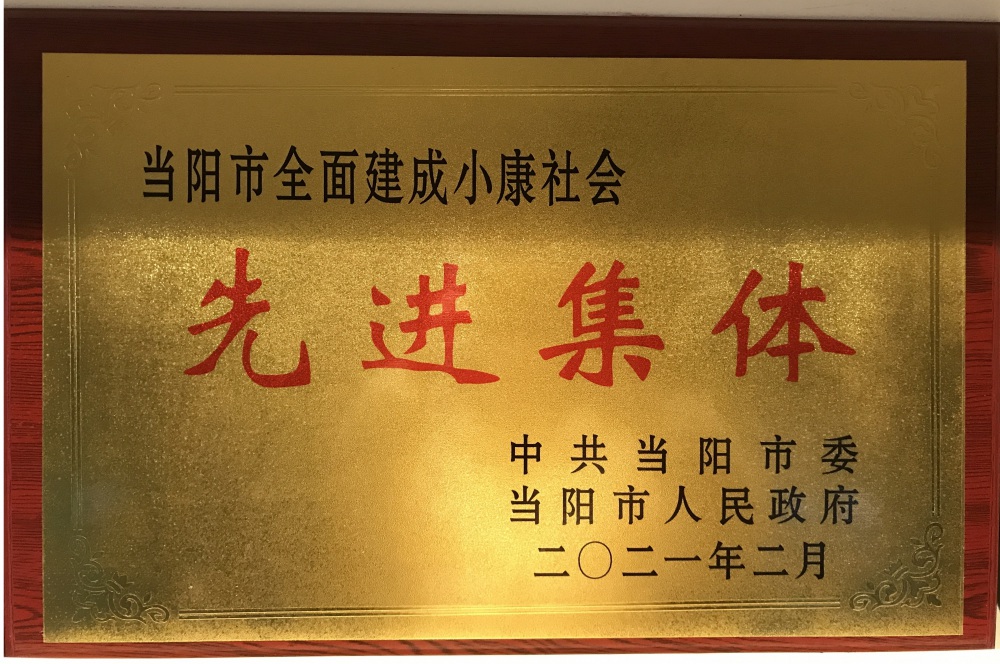 当阳市全面建成小康社会
先进集体
中共当阳市委
当阳市人民政府
二〇二一年二月